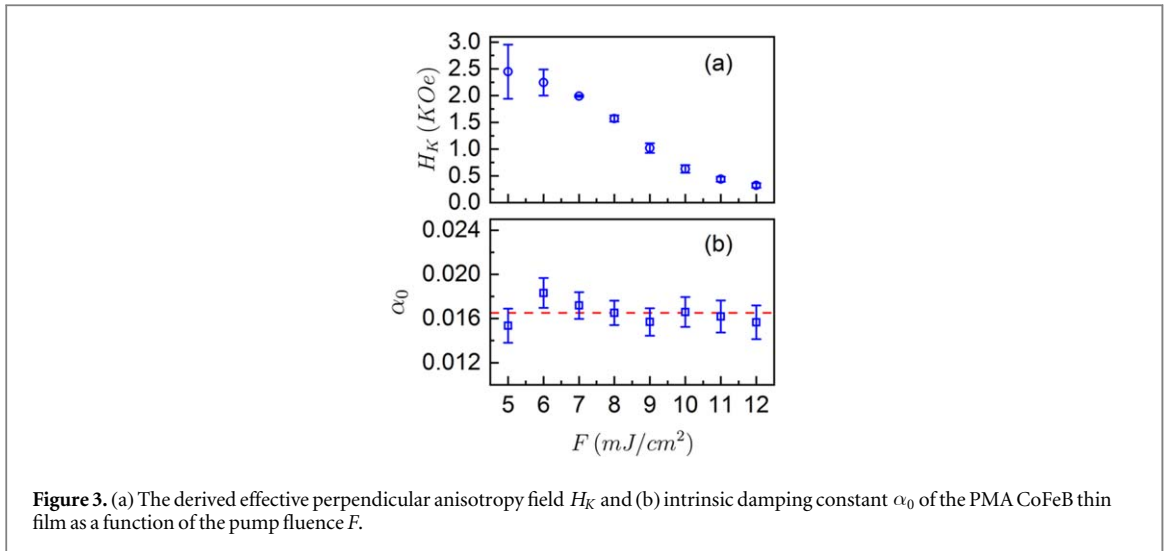 3.0
2.5
2.0
1.5
1.0
0.5
0.0
H_K (KOe)
(a)
0.024
0.020
0.016
0.012
α₀
(b)
5 6 7 8 9 10 11 12
F (mJ/cm²)
Figure 3. (a) The derived effective perpendicular anisotropy field H_K and (b) intrinsic damping constant α₀ of the PMA CoFeB thin
film as a function of the pump fluence F.